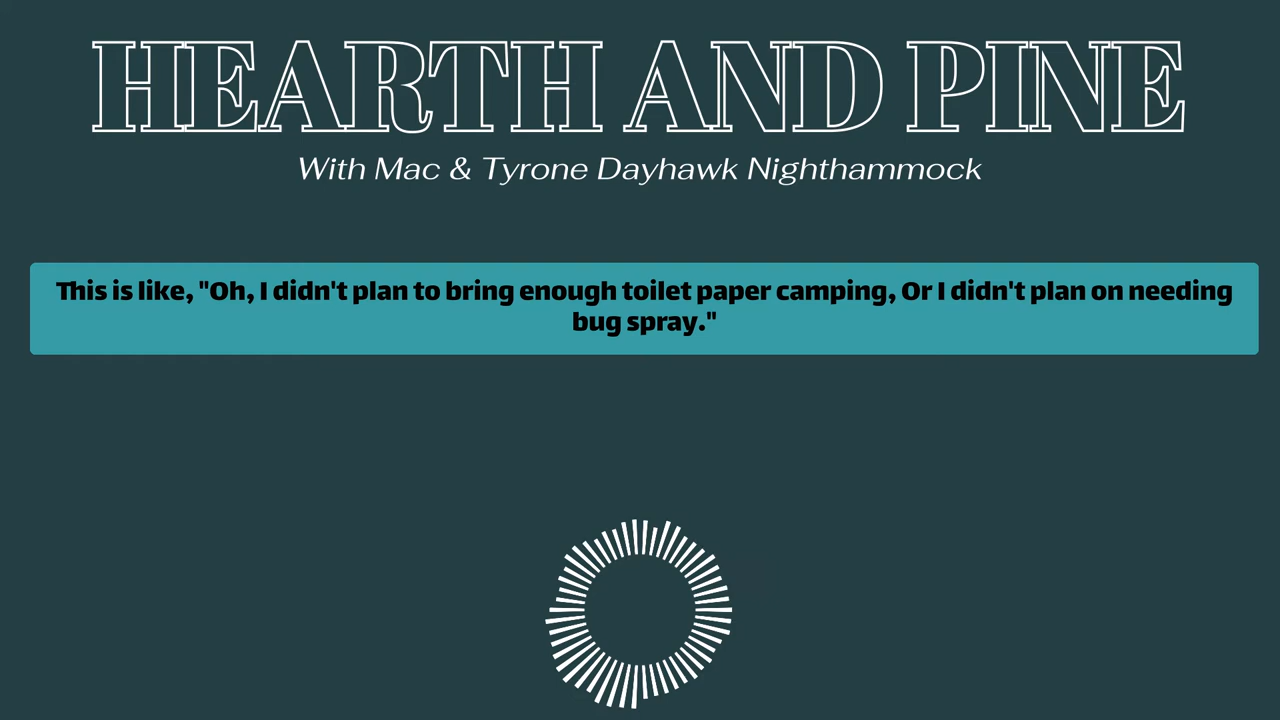 HEARTH AND PINE
With Mac & Tyrone Dayhawk Nighthammock
This is like, "Oh, I didn't plan to bring enough toilet paper camping, Or I didn't plan on needing
bug spray."